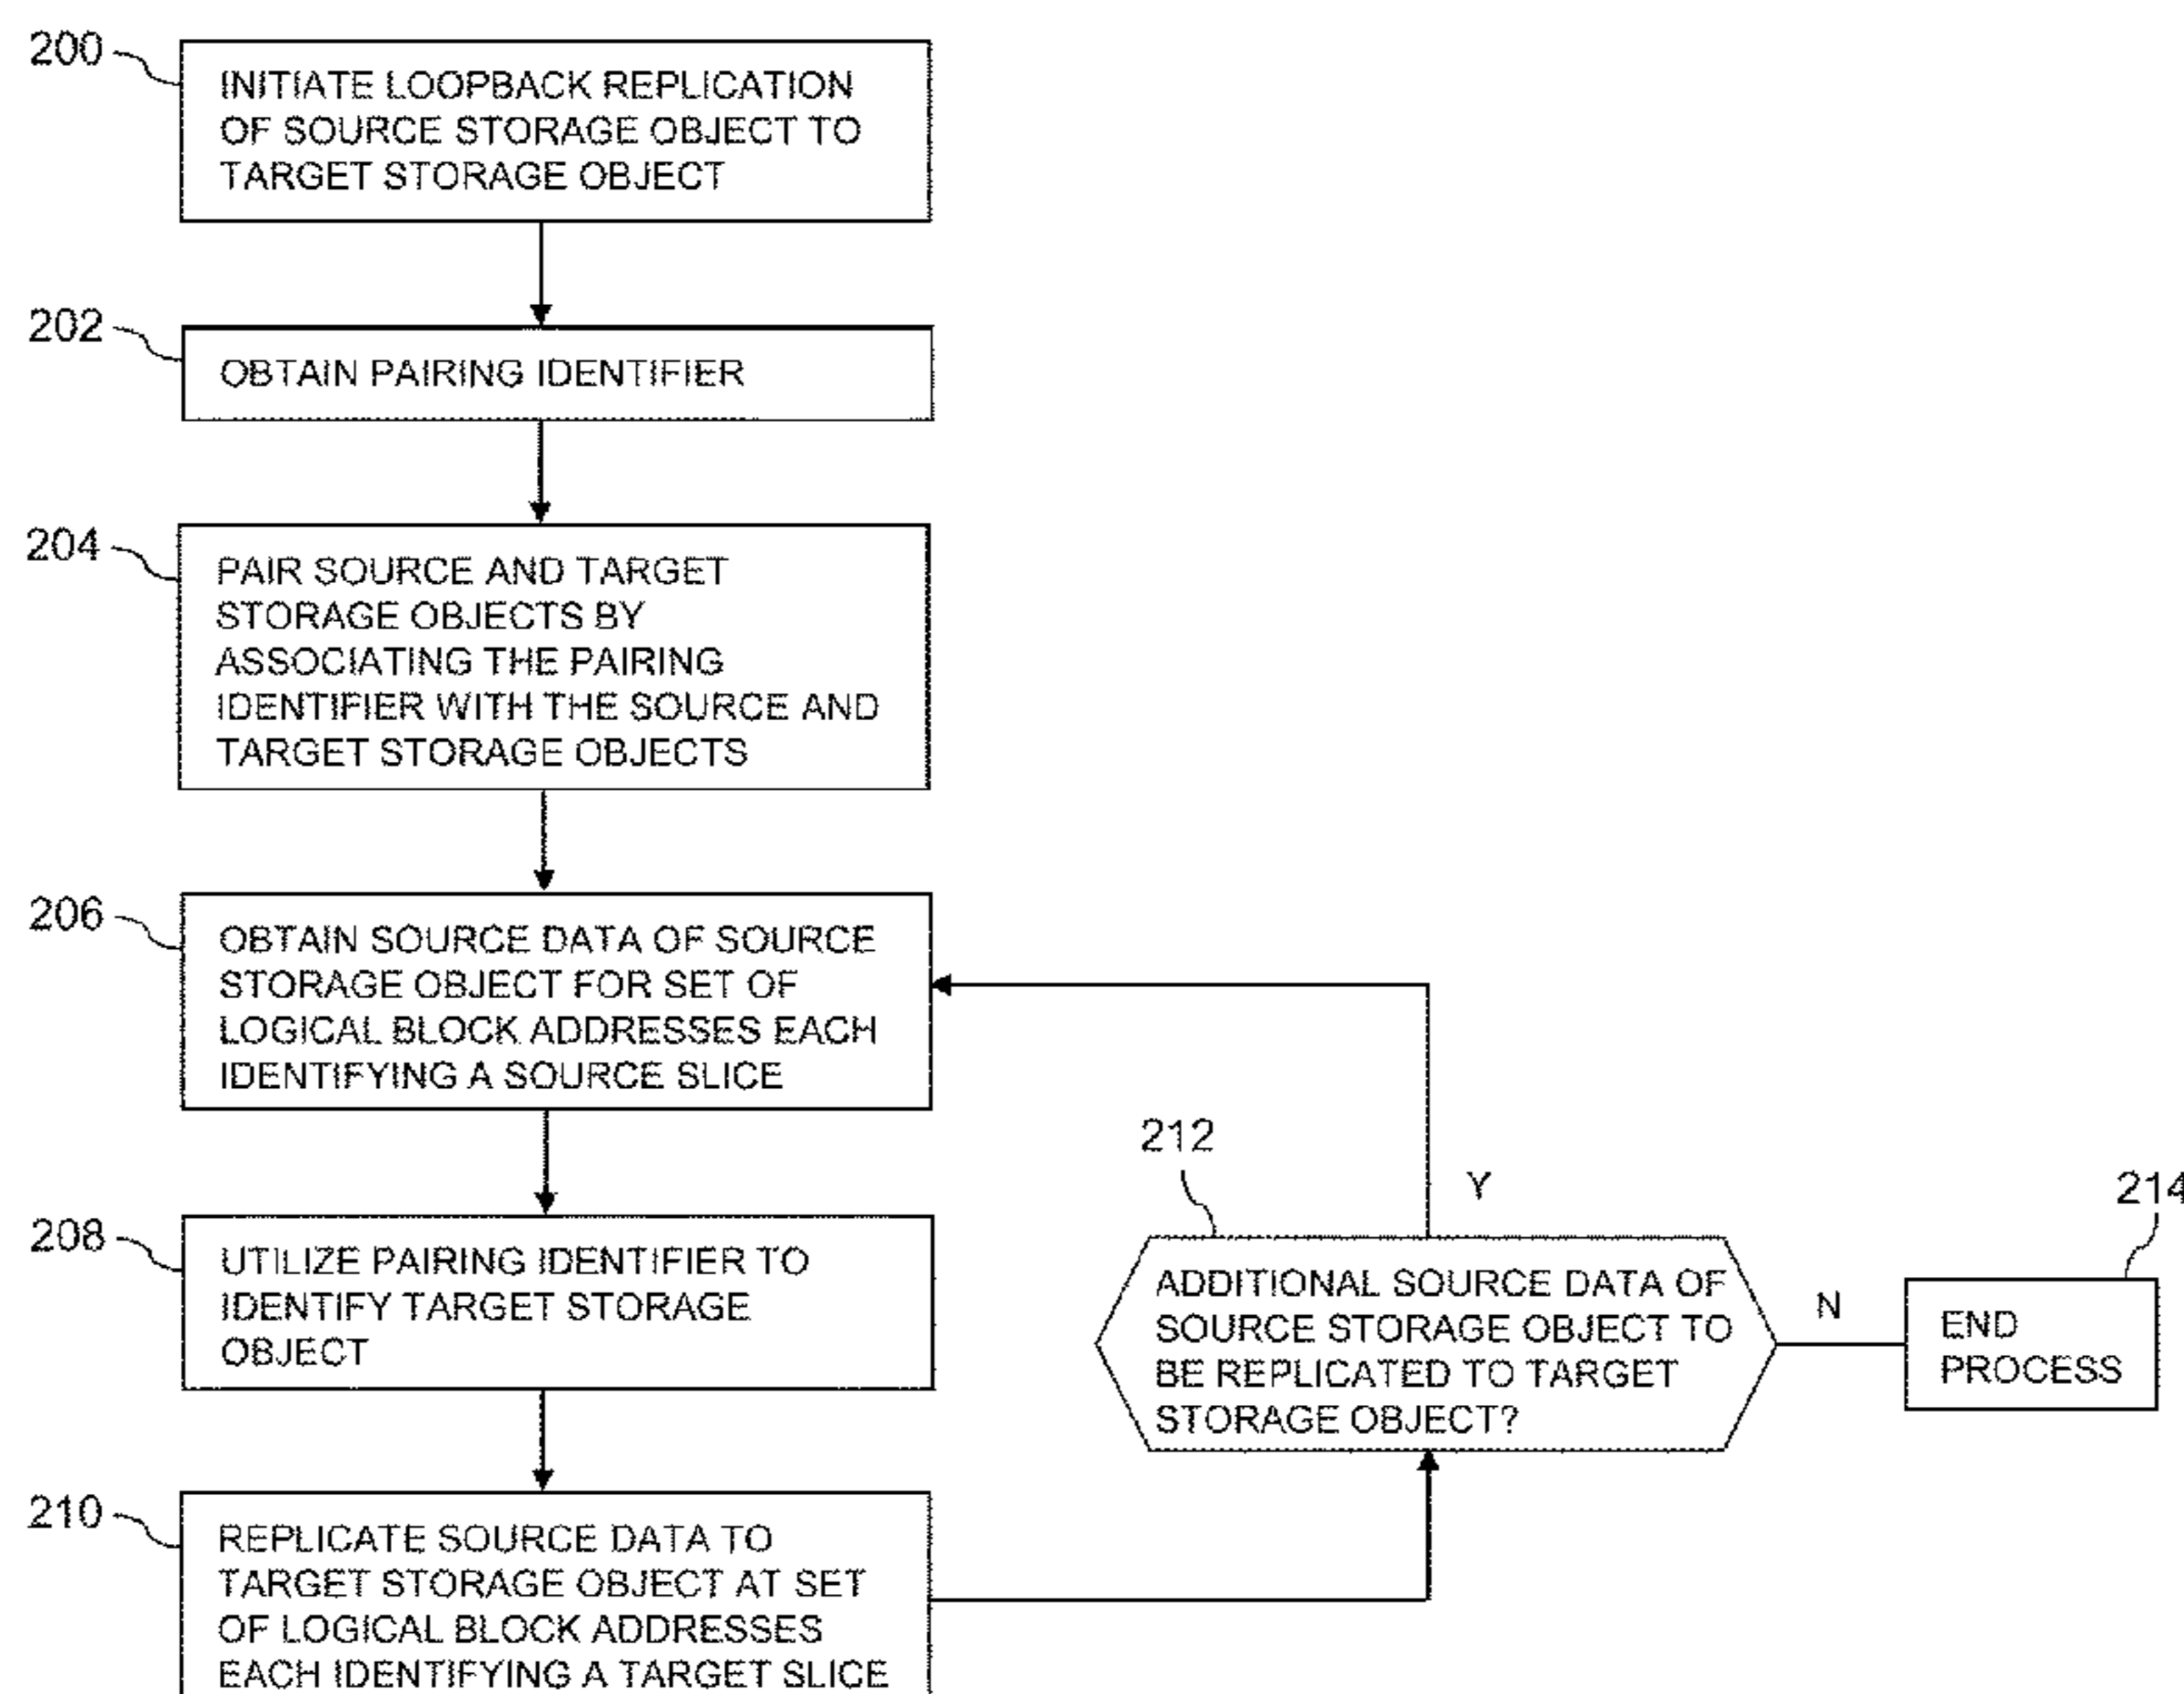 200
INITIATE LOOPBACK REPLICATION
OF SOURCE STORAGE OBJECT TO
TARGET STORAGE OBJECT
202
OBTAIN PAIRING IDENTIFIER
204
PAIR SOURCE AND TARGET
STORAGE OBJECTS BY
ASSOCIATING THE PAIRING
IDENTIFIER WITH THE SOURCE AND
TARGET STORAGE OBJECTS
206
OBTAIN SOURCE DATA OF SOURCE
STORAGE OBJECT FOR SET OF
LOGICAL BLOCK ADDRESSES EACH
IDENTIFYING A SOURCE SLICE
208
UTILIZE PAIRING IDENTIFIER TO
IDENTIFY TARGET STORAGE
OBJECT
210
REPLICATE SOURCE DATA TO
TARGET STORAGE OBJECT AT SET
OF LOGICAL BLOCK ADDRESSES
EACH IDENTIFYING A TARGET SLICE
212
Y
ADDITIONAL SOURCE DATA OF
SOURCE STORAGE OBJECT TO
BE REPLICATED TO TARGET
STORAGE OBJECT?
N
214
END
PROCESS